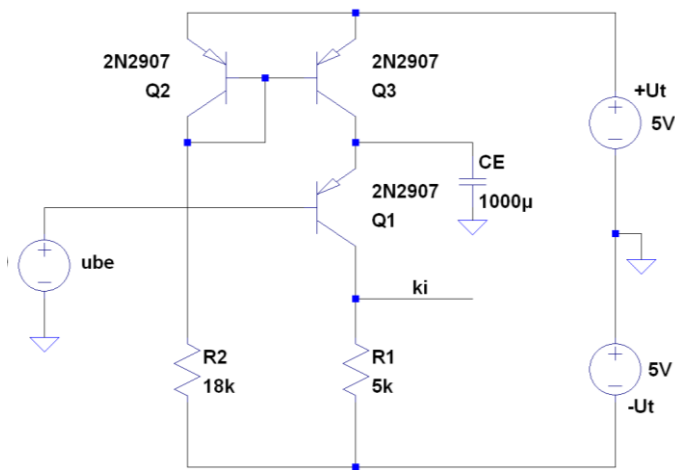 2N2907
Q2
2N2907
Q3
+Ut
5V
CE
1000µ
2N2907
Q1
ube
ki
R2
18k
R1
5k
5V
-Ut